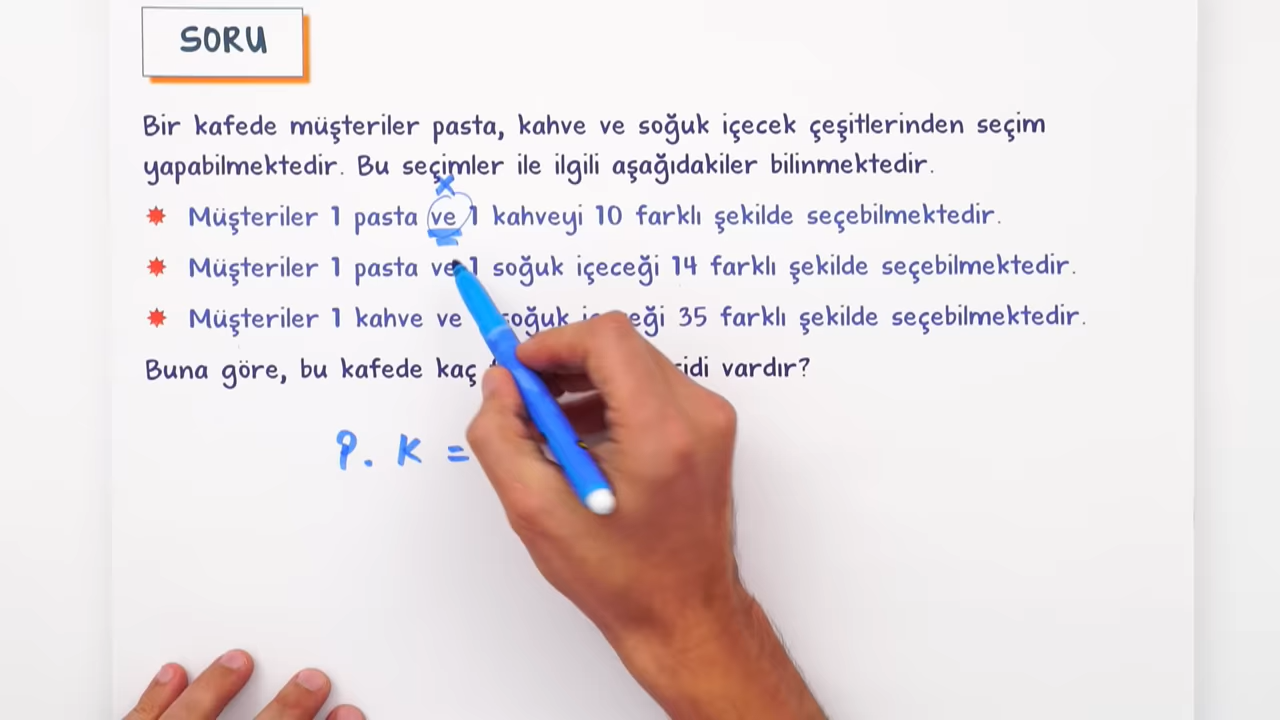 SORU
Bir kafede müşteriler pasta, kahve ve soğuk içecek çeşitlerinden seçim
yapabilmektedir. Bu seçimler ile ilgili aşağıdakiler bilinmektedir.
x
Müşteriler 1 pasta ve 1 kahveyi 10 farklı şekilde seçebilmektedir.
Müşteriler 1 pasta ve 1 soğuk içeceği 14 farklı şekilde seçebilmektedir.
Müşteriler 1 kahve ve soğuk içeceği 35 farklı şekilde seçebilmektedir.
Buna göre, bu kafede kaç vardır?
P. K =